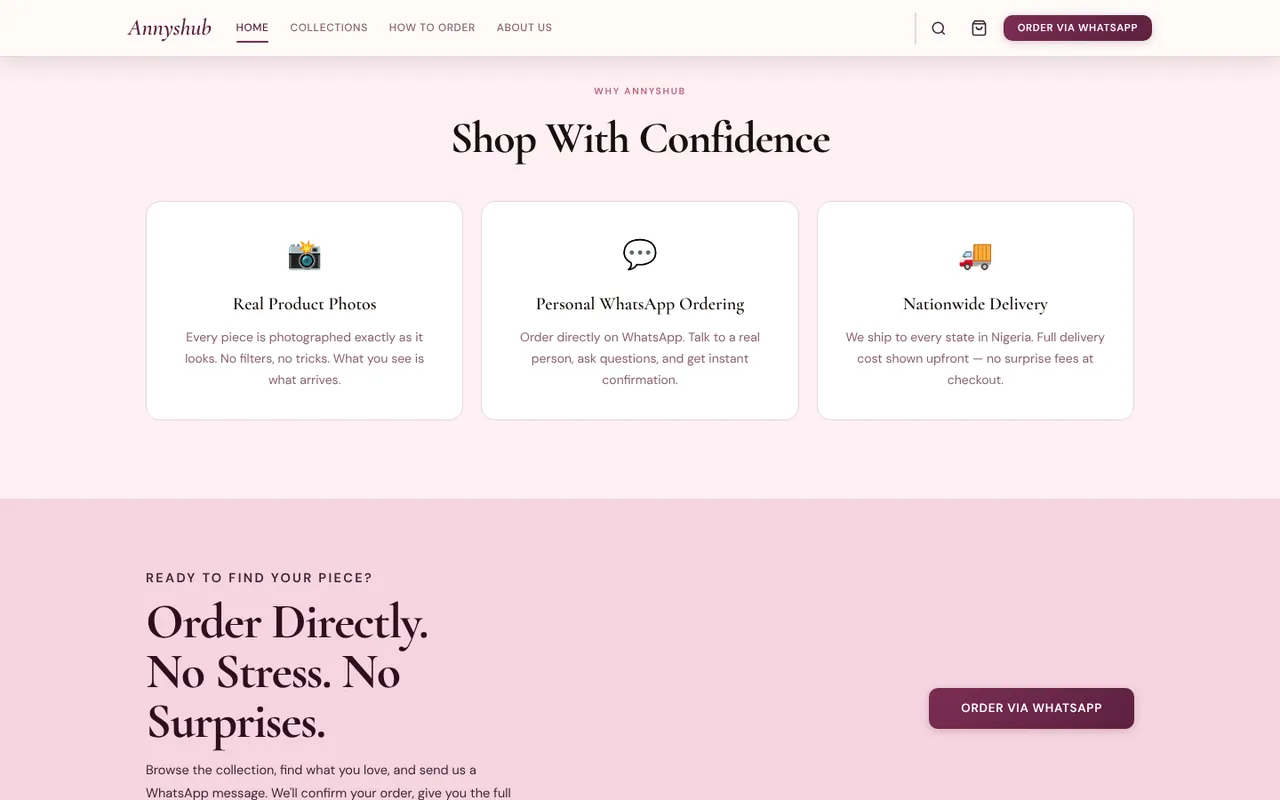 Annyshub
HOME
COLLECTIONS
HOW TO ORDER
ABOUT US
ORDER VIA WHATSAPP
WHY ANNYSHUB
Shop With Confidence
Real Product Photos
Every piece is photographed exactly as it
looks. No filters, no tricks. What you see is
what arrives.
Personal WhatsApp Ordering
Order directly on WhatsApp. Talk to a real
person, ask questions, and get instant
confirmation.
Nationwide Delivery
We ship to every state in Nigeria. Full delivery
cost shown upfront — no surprise fees at
checkout.
READY TO FIND YOUR PIECE?
Order Directly.
No Stress. No
Surprises.
Browse the collection, find what you love, and send us a
WhatsApp message. We'll confirm your order, give you the full
ORDER VIA WHATSAPP